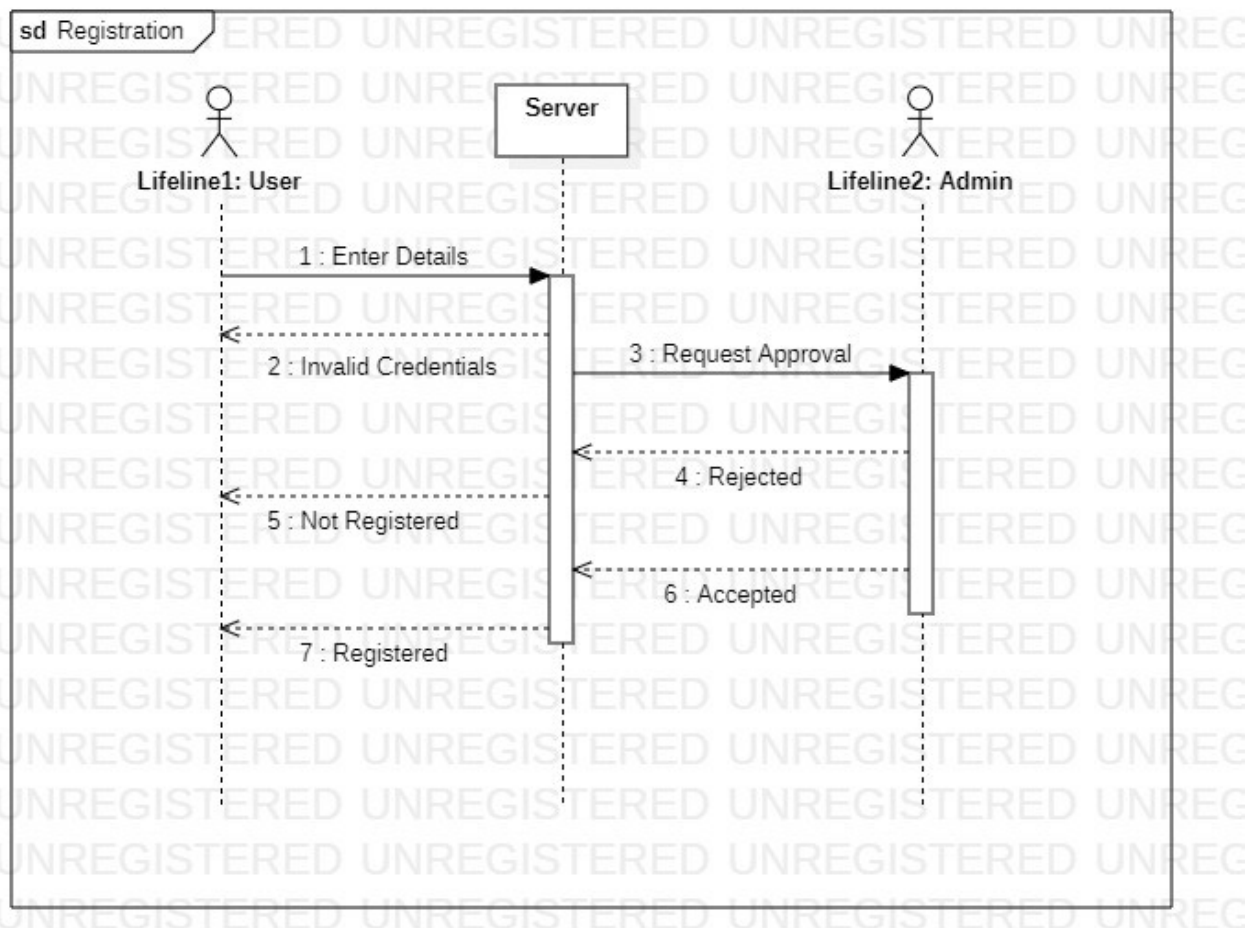 sd Registration
Server
Lifeline1: User
Lifeline2: Admin
1 : Enter Details
2 : Invalid Credentials
3 : Request Approval
4 : Rejected
5 : Not Registered
6 : Accepted
7 : Registered
UNREGISTERED